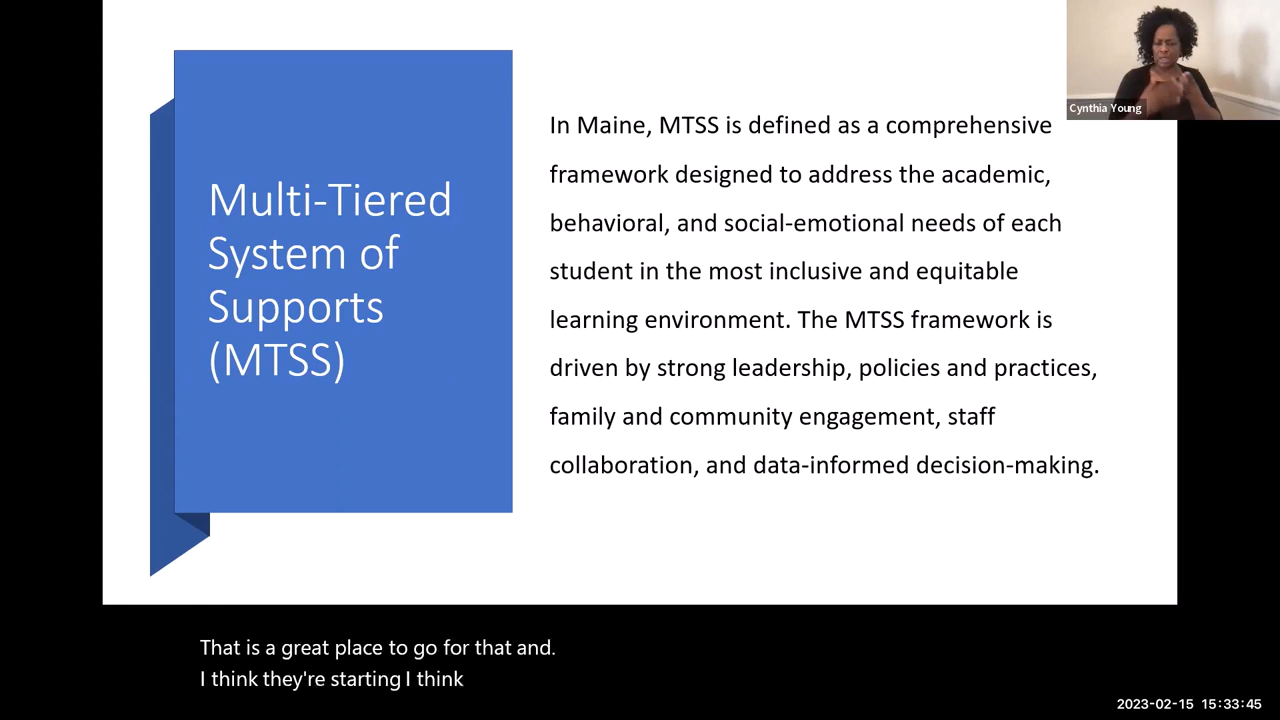 Multi-Tiered
System of
Supports
(MTSS)
In Maine, MTSS is defined as a comprehensive
framework designed to address the academic,
behavioral, and social-emotional needs of each
student in the most inclusive and equitable
learning environment. The MTSS framework is
driven by strong leadership, policies and practices,
family and community engagement, staff
collaboration, and data-informed decision-making.
Cynthia Young
That is a great place to go for that and.
I think they're starting I think
2023-02-15 15:33:45